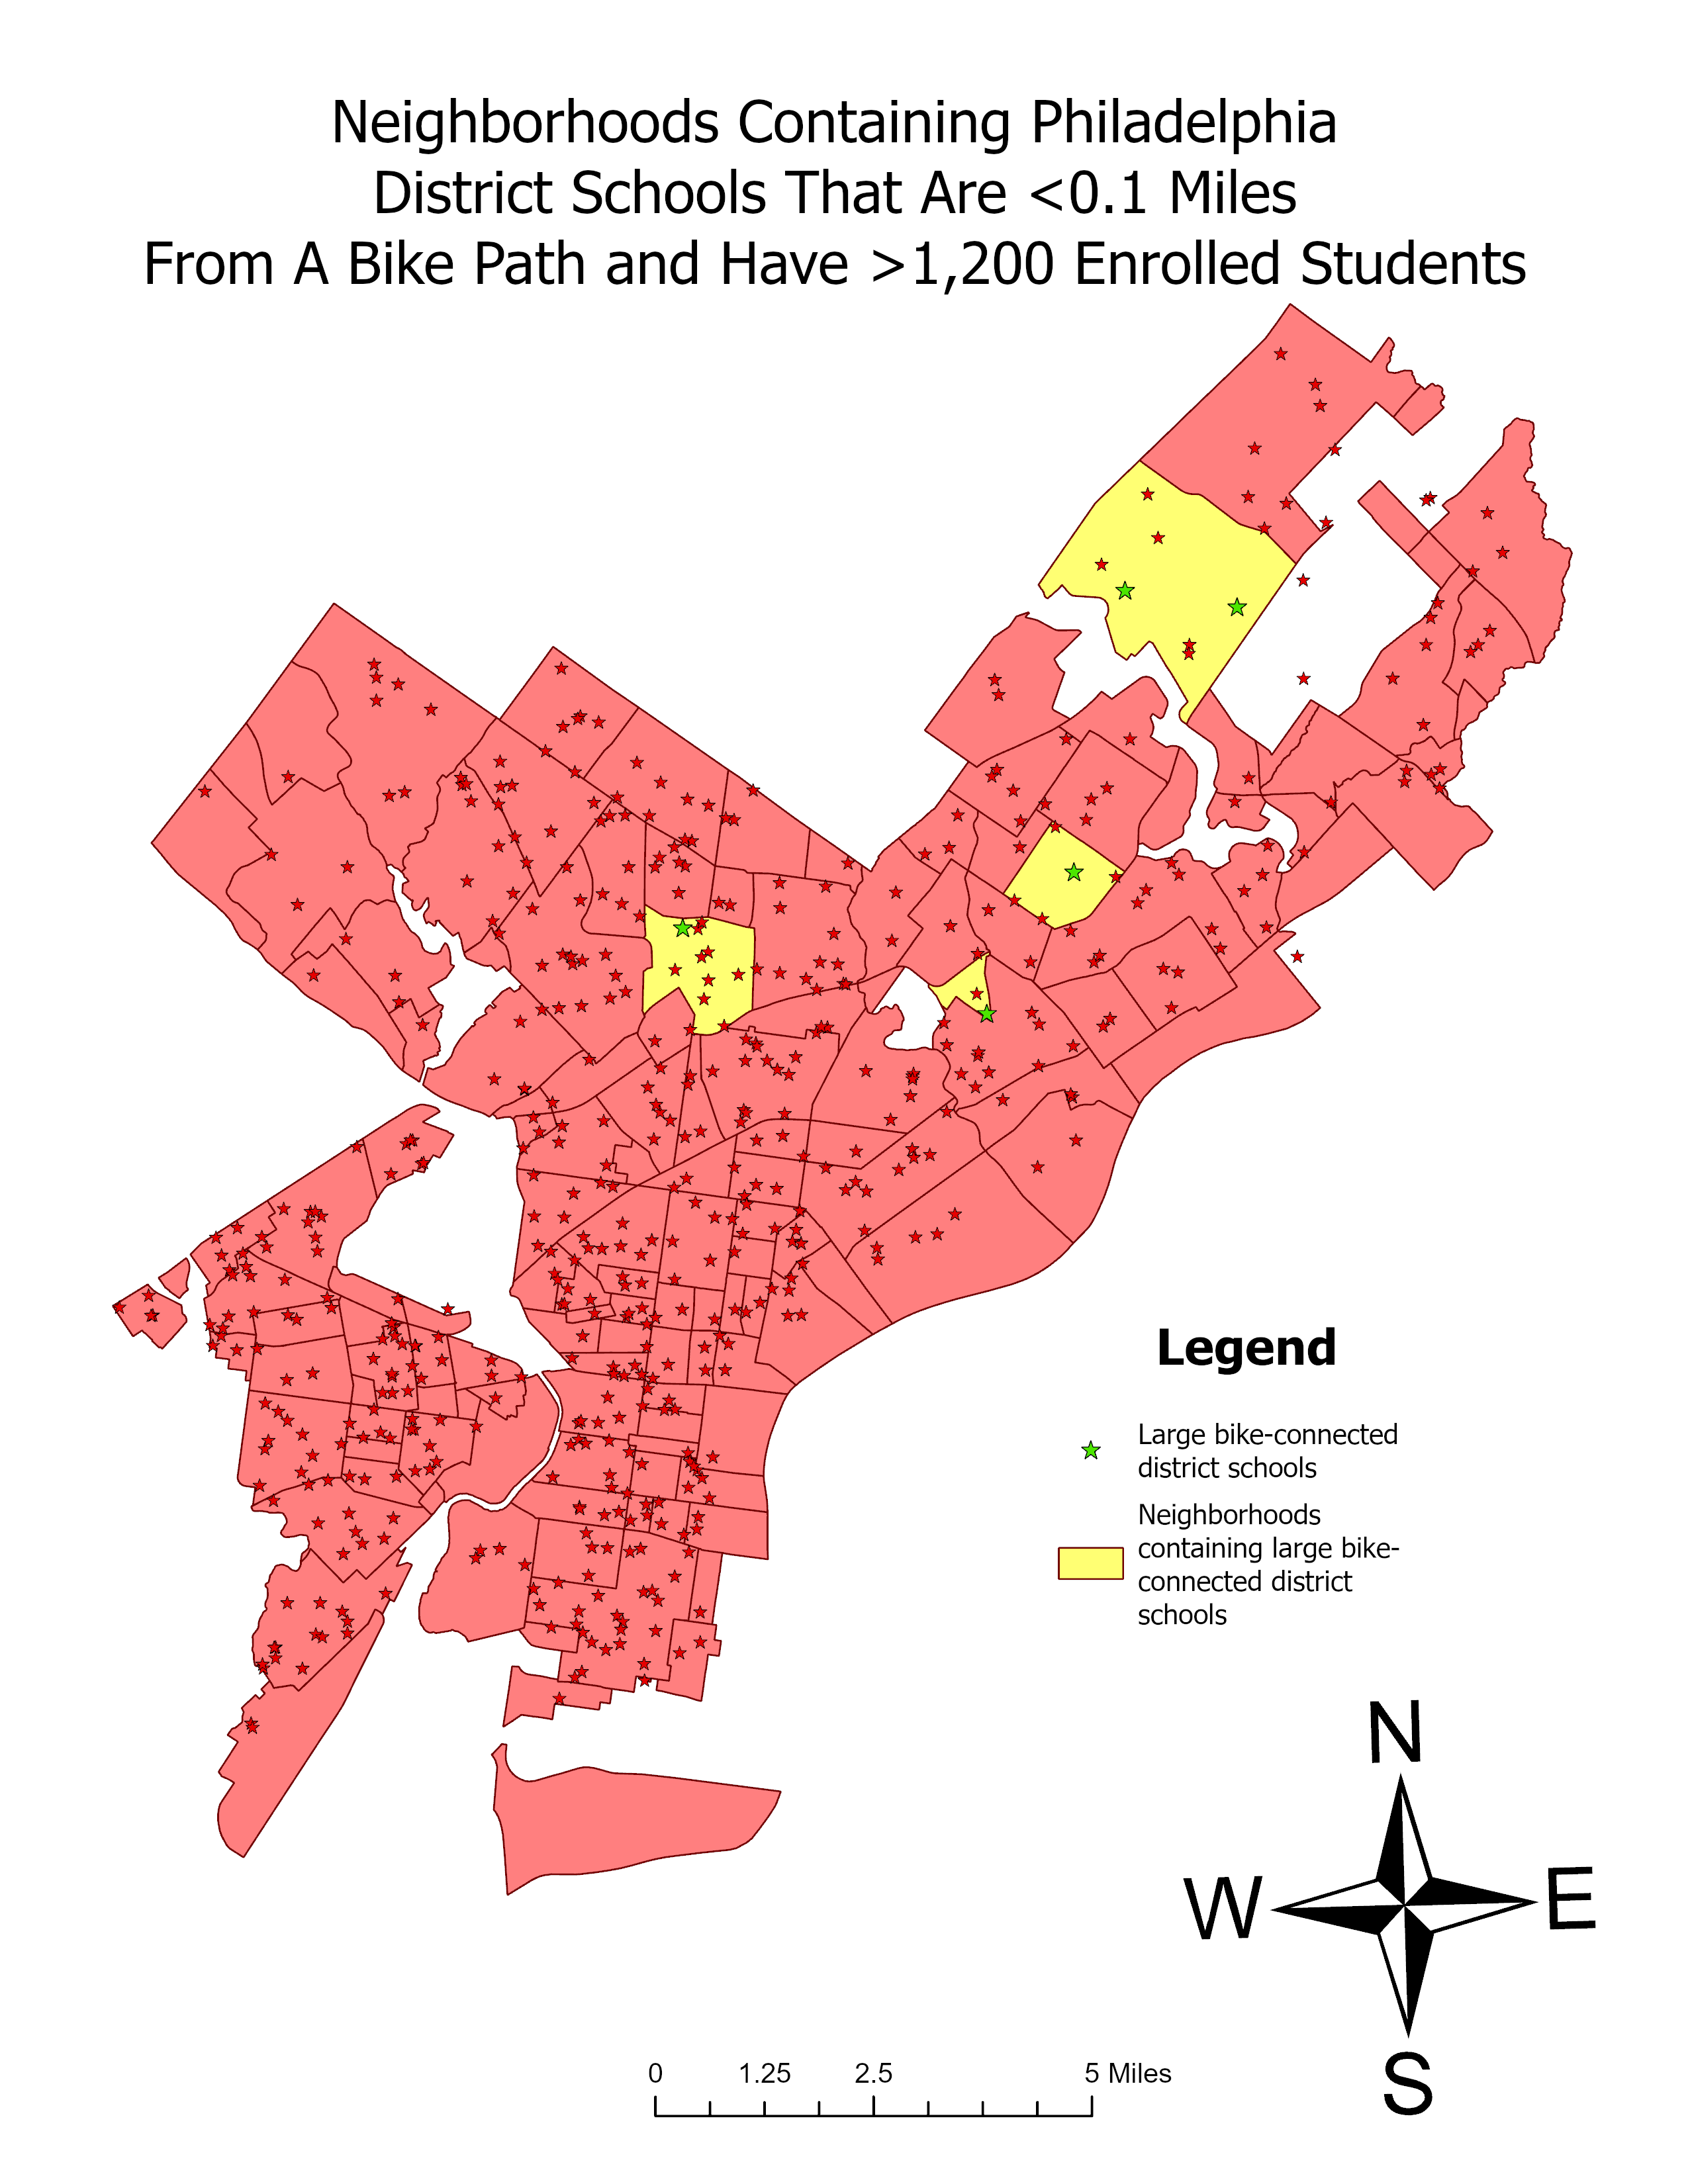 Neighborhoods Containing Philadelphia
District Schools That Are <0.1 Miles
From A Bike Path and Have >1,200 Enrolled Students
Legend
Large bike-connected
district schools
Neighborhoods
containing large bike-
connected district
schools
N
W
E
S
0 1.25 2.5 5 Miles